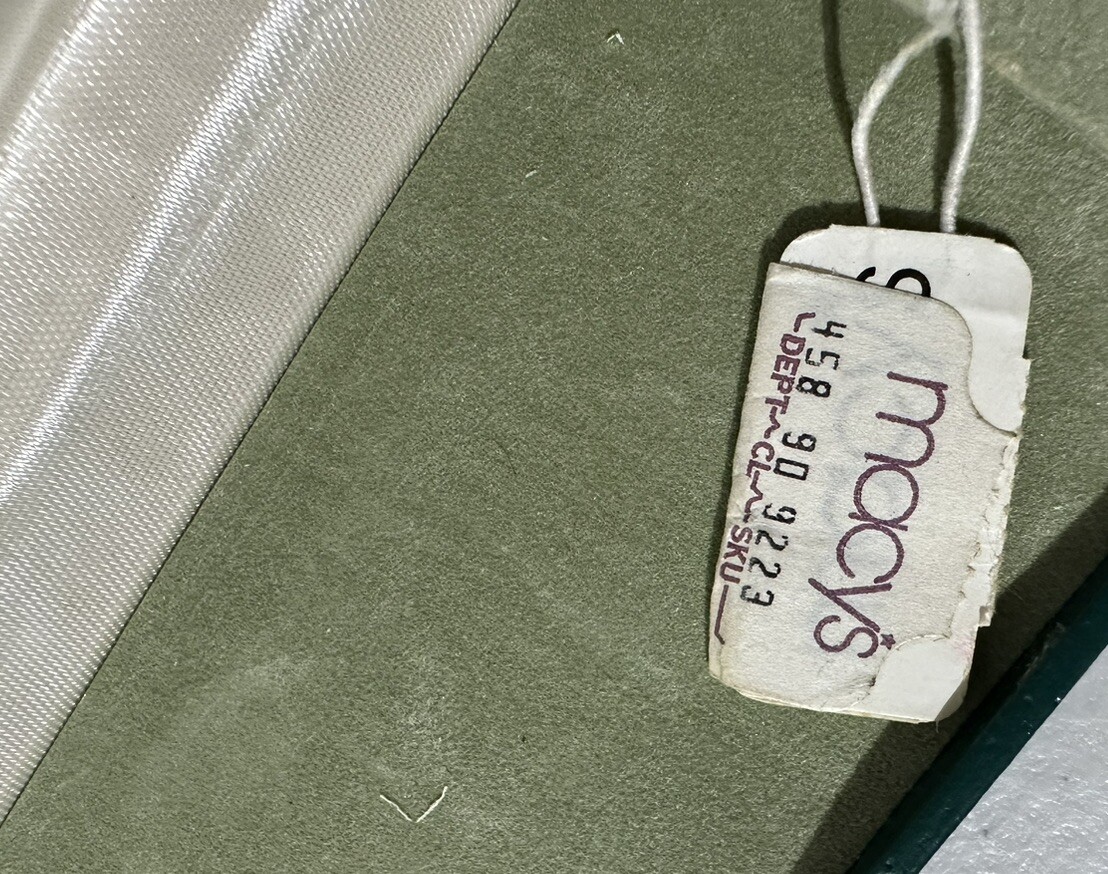 macy's
458 90 9223
DEPT CL SKU